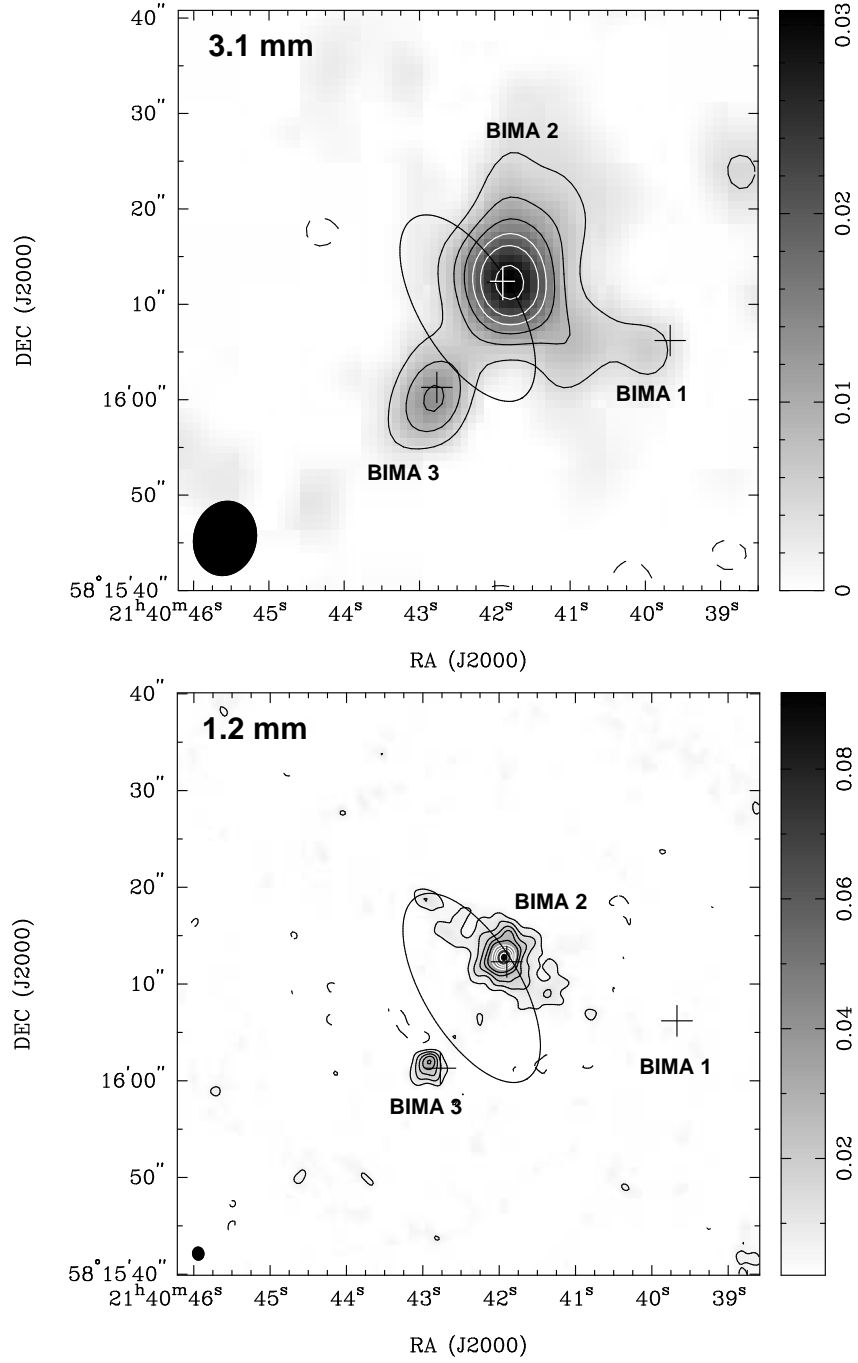 3.1 mm
BIMA 2
BIMA 1
BIMA 3
40″
30″
20″
10″
16′00″
50″
58°15′40″
21ʰ40ᵐ46ˢ 45ˢ 44ˢ 43ˢ 42ˢ 41ˢ 40ˢ 39ˢ
DEC (J2000)
RA (J2000)
0.03
0.02
0.01
0
1.2 mm
BIMA 2
BIMA 1
BIMA 3
40″
30″
20″
10″
16′00″
50″
58°15′40″
21ʰ40ᵐ46ˢ 45ˢ 44ˢ 43ˢ 42ˢ 41ˢ 40ˢ 39ˢ
DEC (J2000)
RA (J2000)
0.08
0.06
0.04
0.02